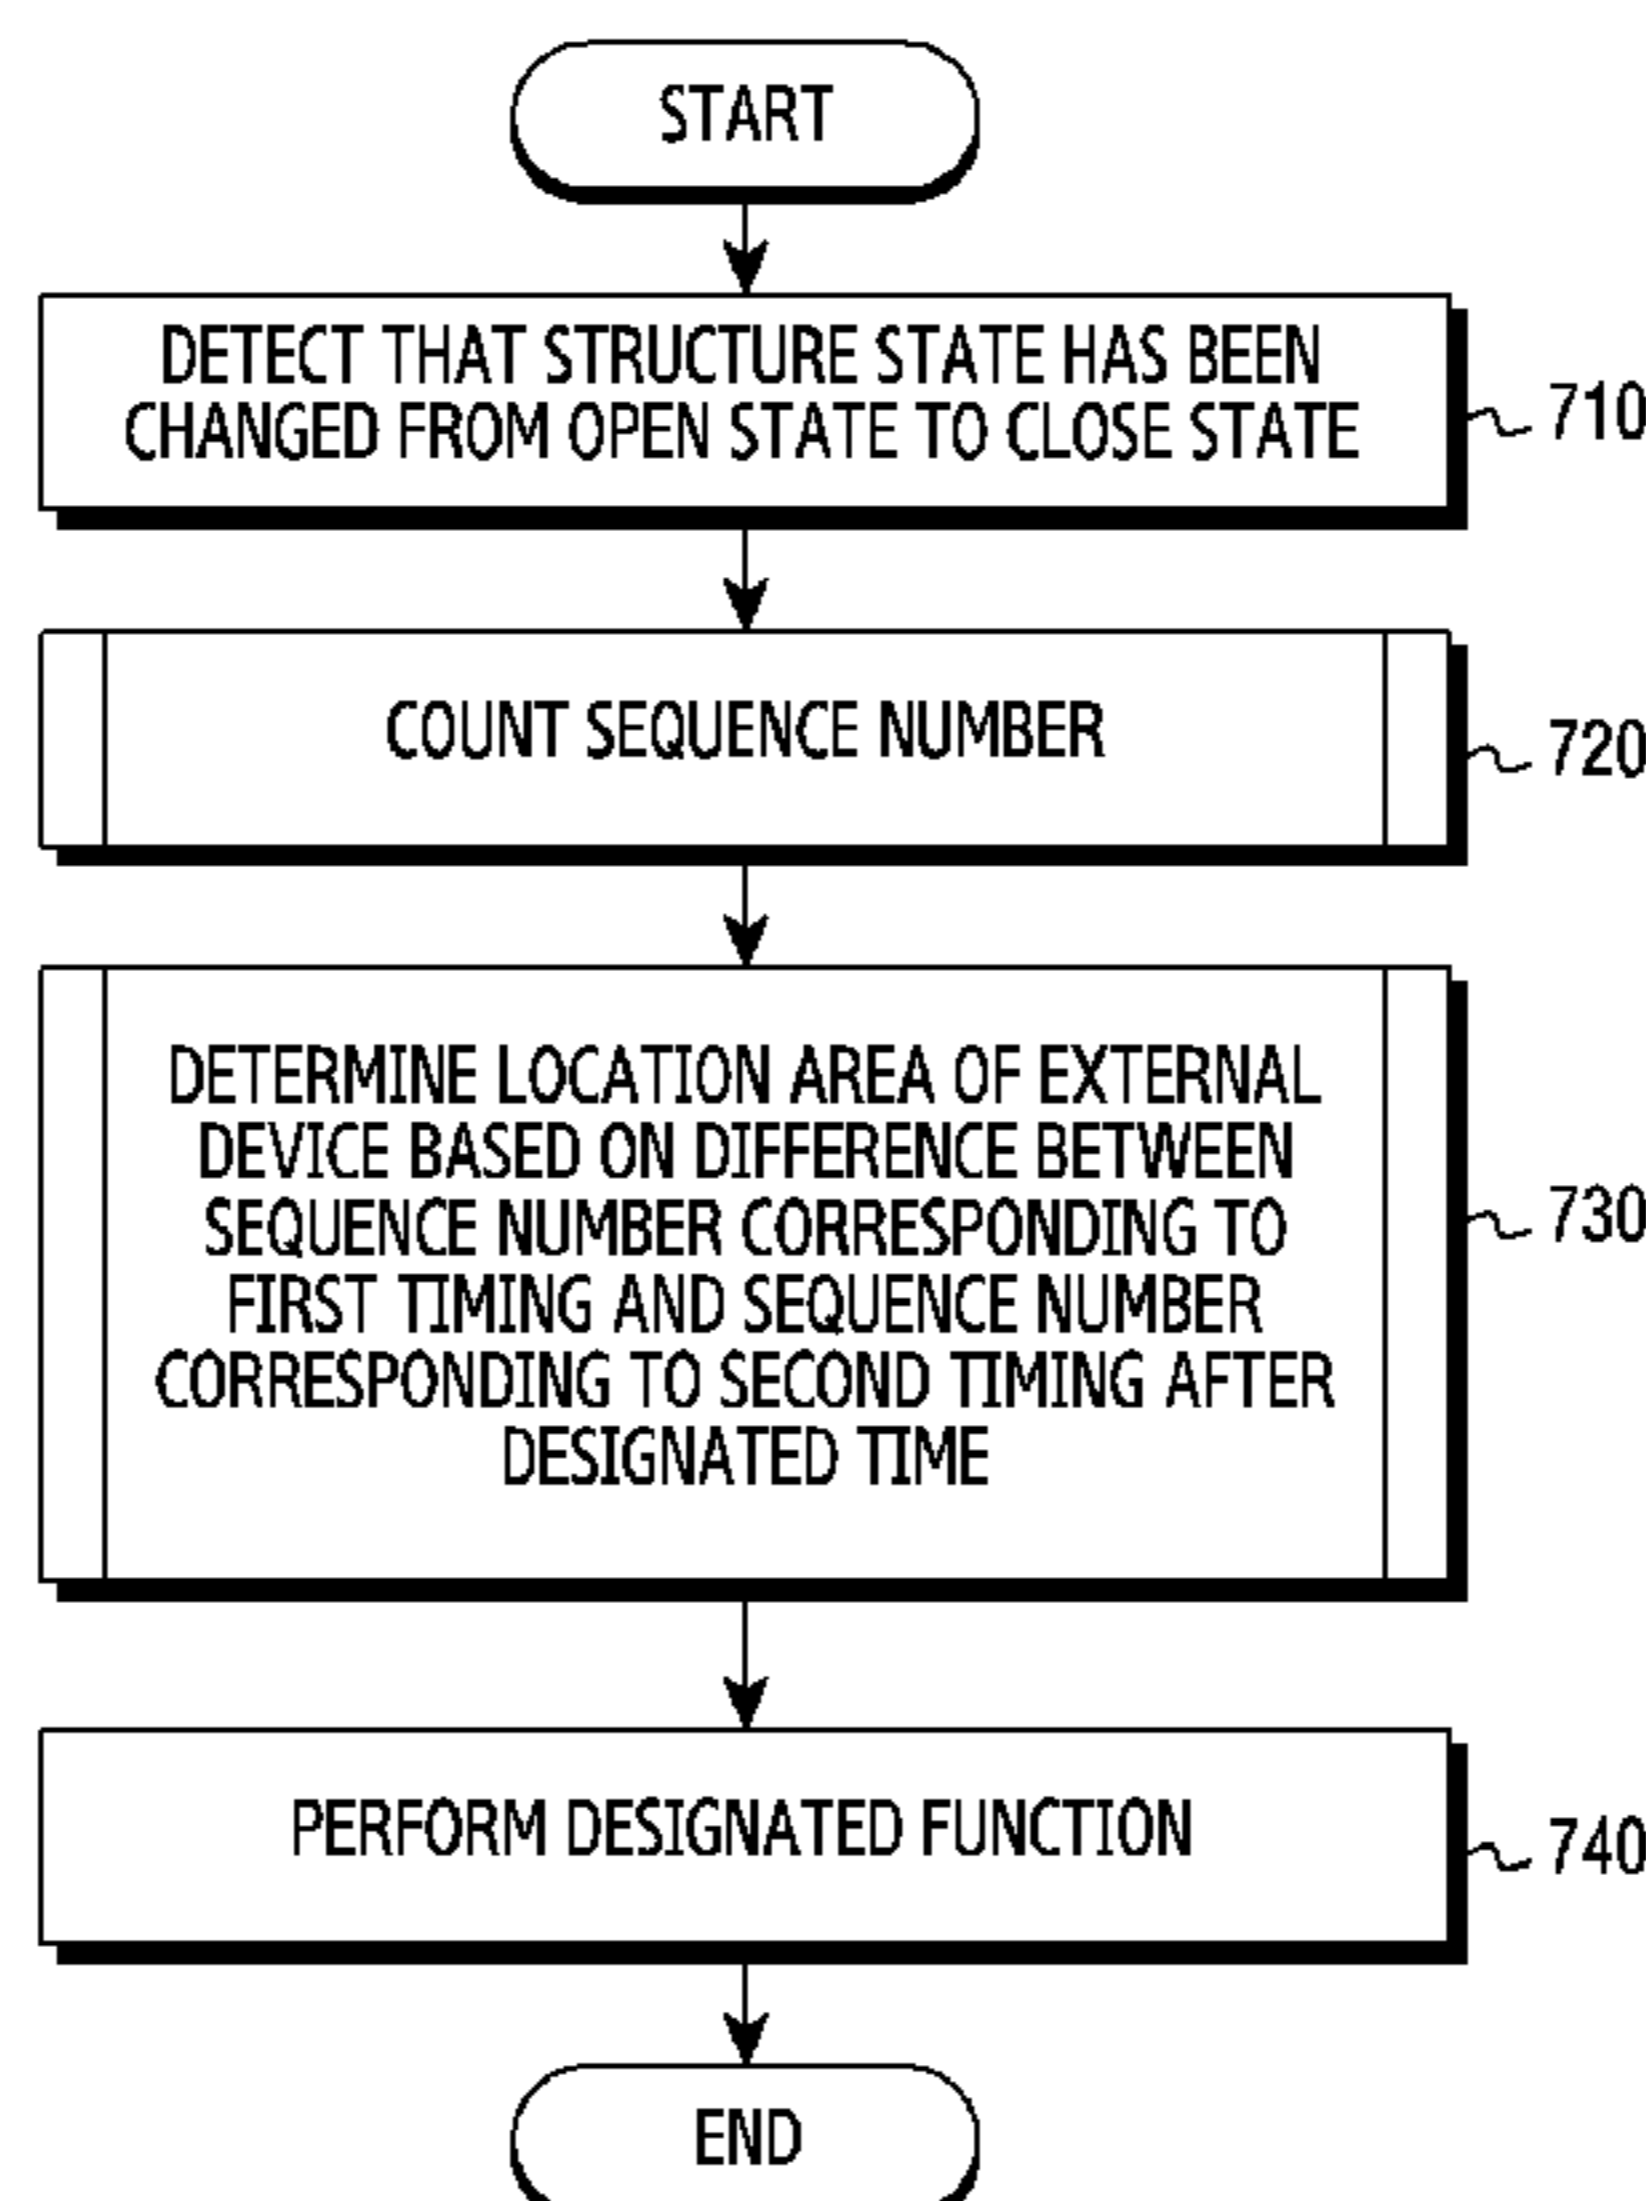 START
DETECT THAT STRUCTURE STATE HAS BEEN
CHANGED FROM OPEN STATE TO CLOSE STATE
710
COUNT SEQUENCE NUMBER
720
DETERMINE LOCATION AREA OF EXTERNAL
DEVICE BASED ON DIFFERENCE BETWEEN
SEQUENCE NUMBER CORRESPONDING TO
FIRST TIMING AND SEQUENCE NUMBER
CORRESPONDING TO SECOND TIMING AFTER
DESIGNATED TIME
730
PERFORM DESIGNATED FUNCTION
740
END